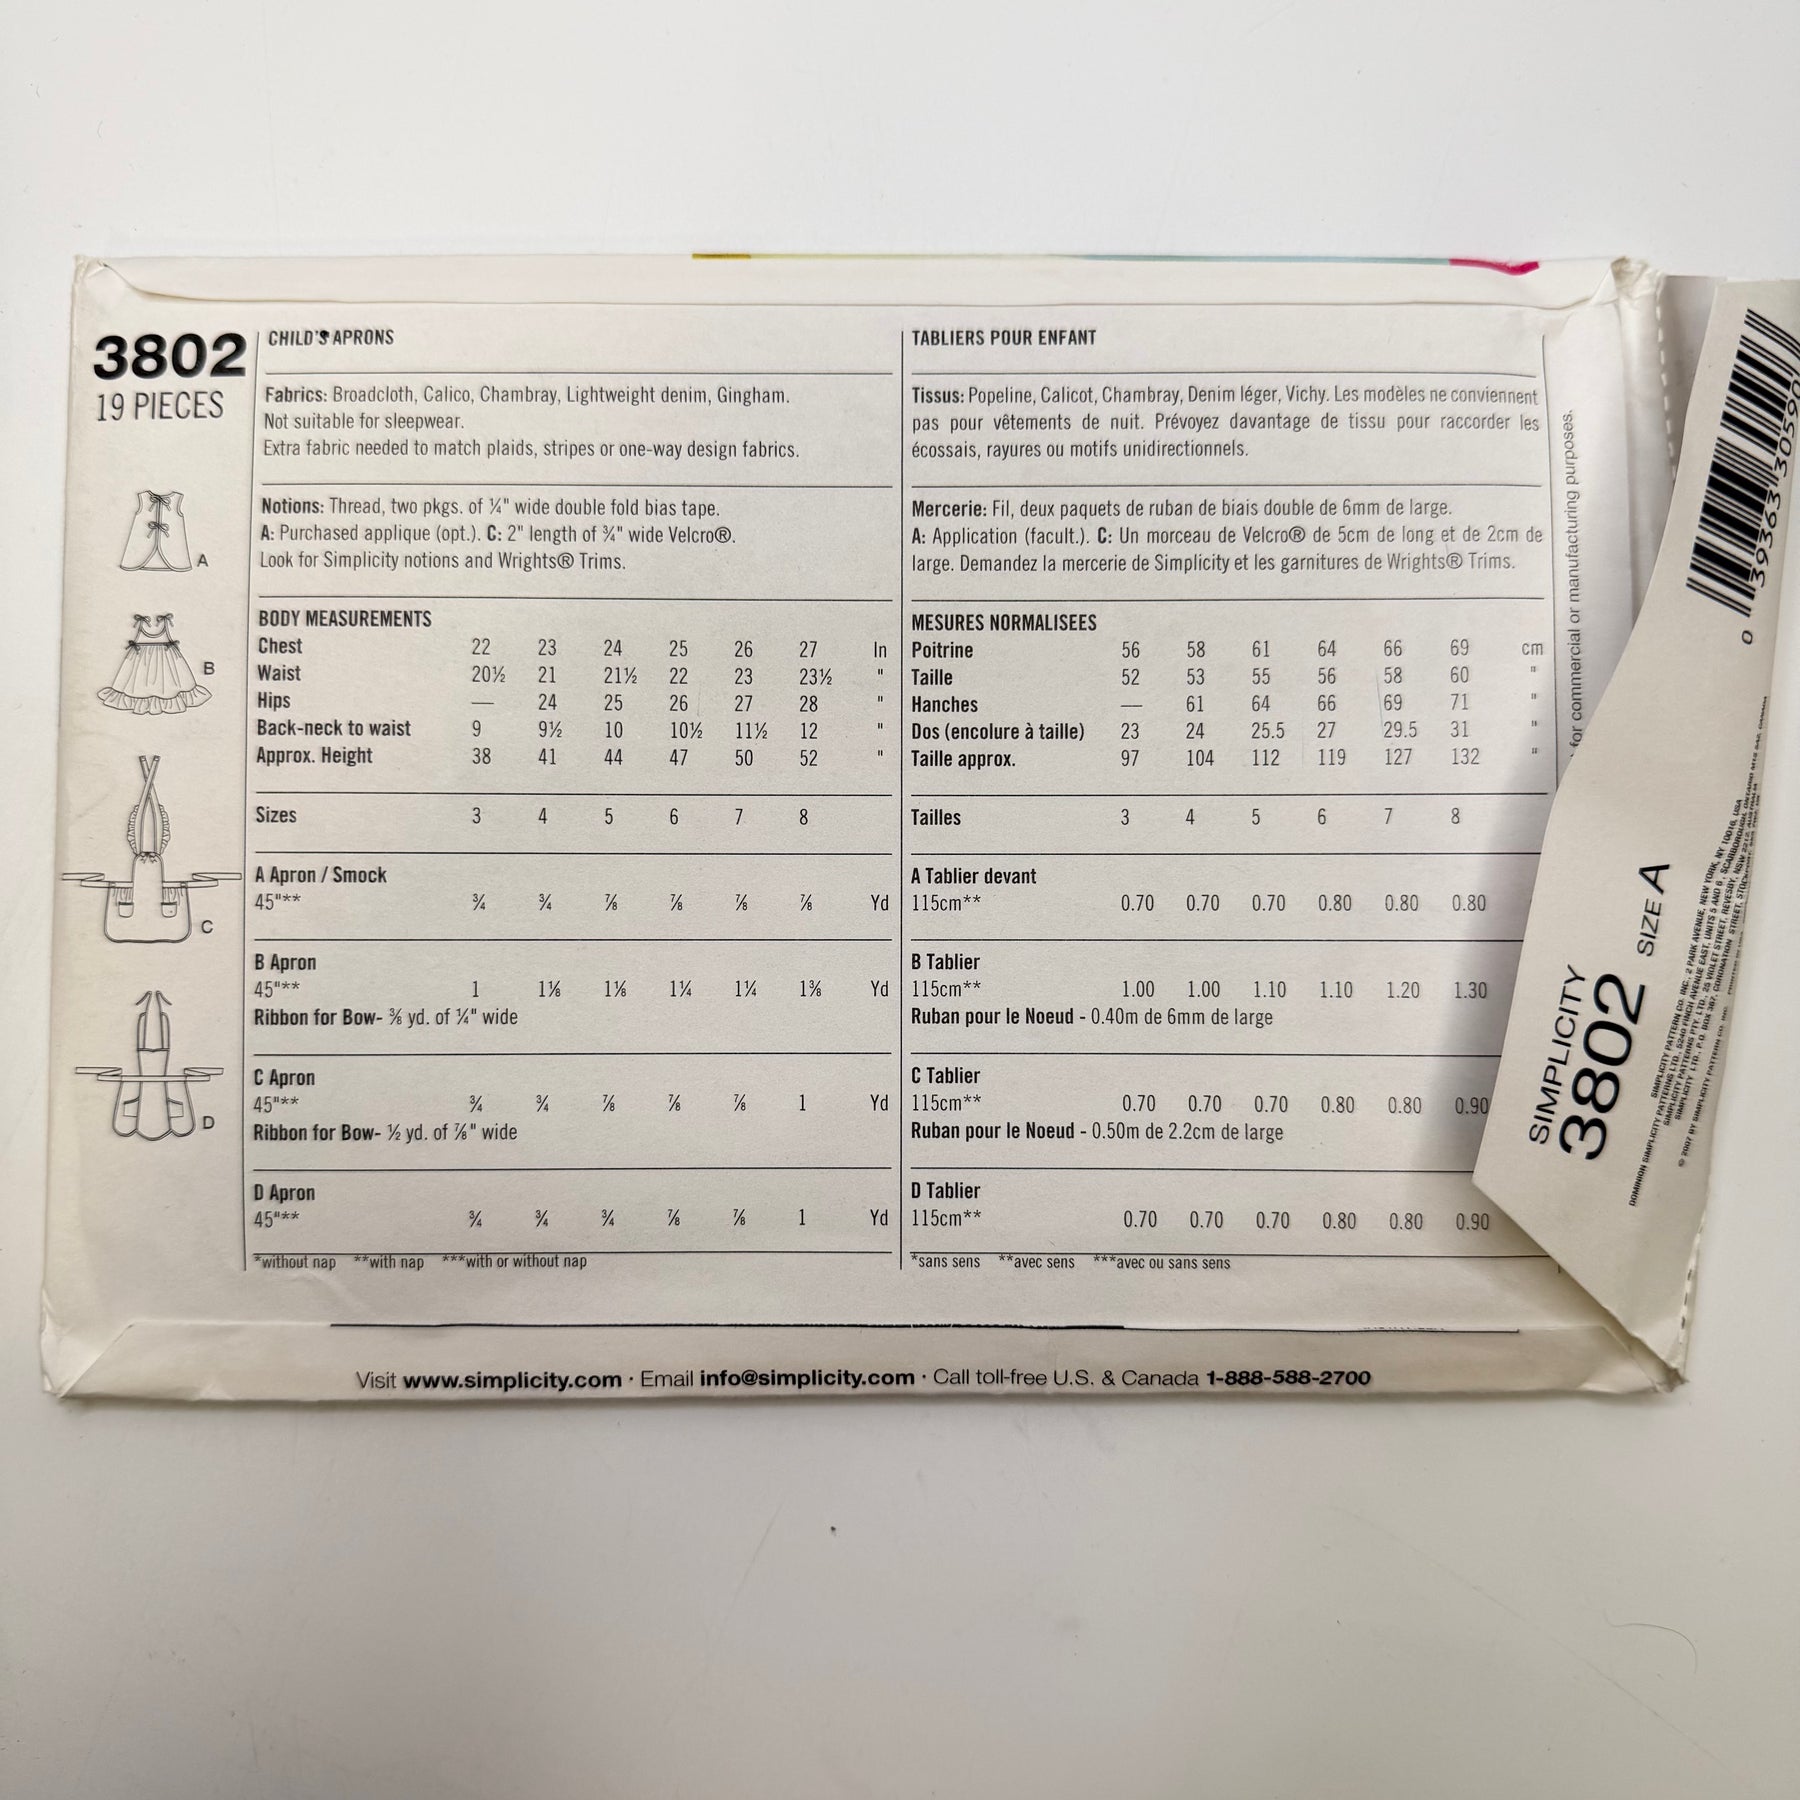 3802
19 PIECES
A
B
C
D
CHILD'S APRONS
Fabrics: Broadcloth, Calico, Chambray, Lightweight denim, Gingham.
Not suitable for sleepwear.
Extra fabric needed to match plaids, stripes or one-way design fabrics.
Notions: Thread, two pkgs. of ¼" wide double fold bias tape.
A: Purchased applique (opt.). C: 2" length of ¾" wide Velcro®.
Look for Simplicity notions and Wrights® Trims.
BODY MEASUREMENTS
Chest 22 23 24 25 26 27 In
Waist 20½ 21 21½ 22 23 23½ "
Hips — 24 25 26 27 28 "
Back-neck to waist 9 9½ 10 10½ 11½ 12 "
Approx. Height 38 41 44 47 50 52 "
Sizes 3 4 5 6 7 8
A Apron / Smock
45"** ¾ ¾ ⅞ ⅞ ⅞ ⅞ Yd
B Apron
45"** 1 1⅛ 1⅛ 1¼ 1¼ 1⅜ Yd
Ribbon for Bow- ⅜ yd. of ¼" wide
C Apron
45"** ¾ ¾ ⅞ ⅞ ⅞ 1 Yd
Ribbon for Bow- ½ yd. of ⅞" wide
D Apron
45"** ¾ ¾ ¾ ⅞ ⅞ 1 Yd
*without nap **with nap ***with or without nap
TABLIERS POUR ENFANT
Tissus: Popeline, Calicot, Chambray, Denim léger, Vichy. Les modèles ne conviennent
pas pour vêtements de nuit. Prévoyez davantage de tissu pour raccorder les
écossais, rayures ou motifs unidirectionnels.
Mercerie: Fil, deux paquets de ruban de biais double de 6mm de large.
A: Application (facult.). C: Un morceau de Velcro® de 5cm de long et de 2cm de
large. Demandez la mercerie de Simplicity et les garnitures de Wrights® Trims.
MESURES NORMALISEES
Poitrine 56 58 61 64 66 69 cm
Taille 52 53 55 56 58 60 "
Hanches — 61 64 66 69 71 "
Dos (encolure à taille) 23 24 25.5 27 29.5 31 "
Taille approx. 97 104 112 119 127 132 "
Tailles 3 4 5 6 7 8
A Tablier devant
115cm** 0.70 0.70 0.70 0.80 0.80 0.80
B Tablier
115cm** 1.00 1.00 1.10 1.10 1.20 1.30
Ruban pour le Noeud - 0.40m de 6mm de large
C Tablier
115cm** 0.70 0.70 0.70 0.80 0.80 0.90
Ruban pour le Noeud - 0.50m de 2.2cm de large
D Tablier
115cm** 0.70 0.70 0.70 0.80 0.80 0.90
*sans sens **avec sens ***avec ou sans sens
for commercial or manufacturing purposes.
0 39363 30590
SIMPLICITY
3802 SIZE A
SIMPLICITY PATTERN CO. INC., 2 PARK AVENUE, NEW YORK, NY 10016, USA
Visit www.simplicity.com · Email info@simplicity.com · Call toll-free U.S. & Canada 1-888-588-2700